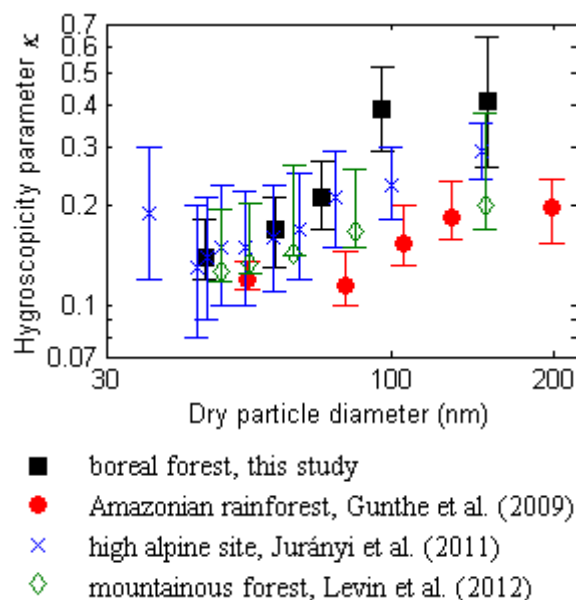 0.7
0.6
0.5
0.4
0.3
0.2
0.1
0.07
Hygroscopicity parameter κ
30
100
200
Dry particle diameter (nm)
boreal forest, this study
Amazonian rainforest, Gunthe et al. (2009)
high alpine site, Jurányi et al. (2011)
mountainous forest, Levin et al. (2012)